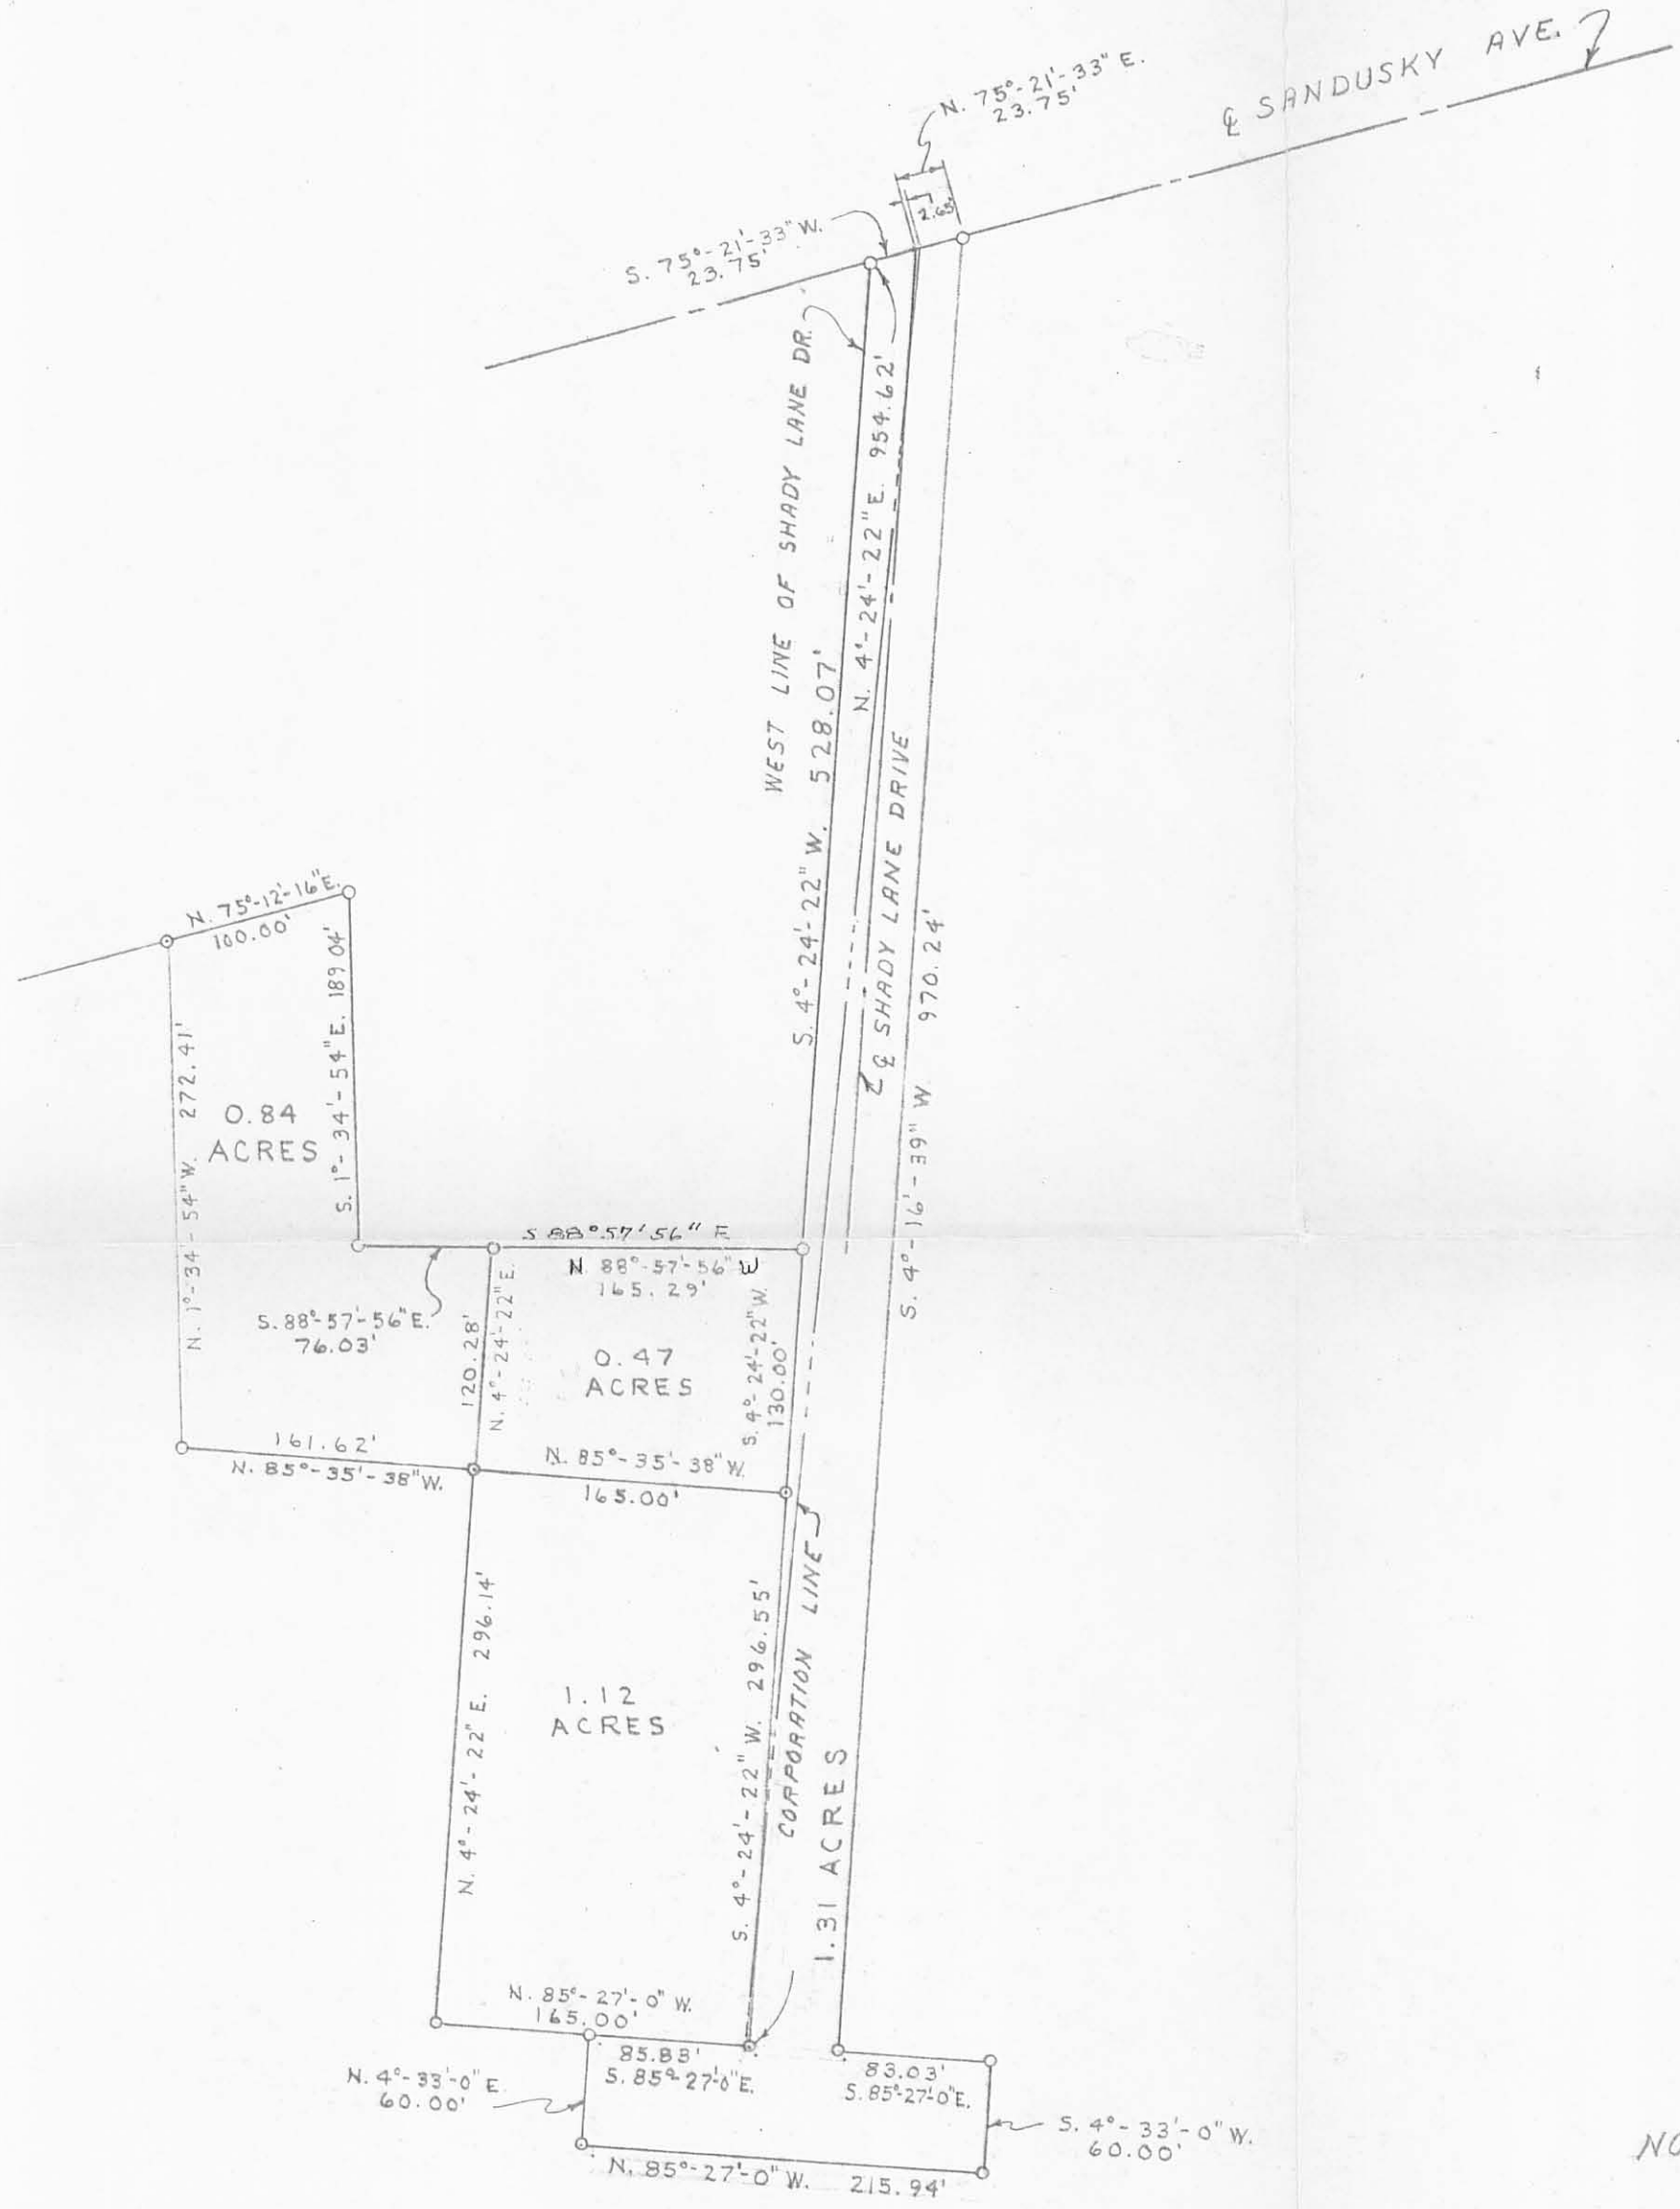 N. 75°-21'-33" E.
23.75'
℄ SANDUSKY AVE.
2.65'
S. 75°-21'-33" W.
23.75'
WEST LINE OF SHADY LANE DR.
N. 4°-24'-22" E. 954.62'
S. 4°-24'-22" W. 528.07'
℄ SHADY LANE DRIVE
S. 4°-16'-39" W 970.24'
N. 75°-12'-16" E.
100.00'
N. 1°-34'-54" W. 272.41'
S. 1°-34'-54" E. 189.04'
0.84
ACRES
S 88°57'56" E
N 88°-57'-56" W
165.29'
S. 88°-57'-56" E.
76.03'
120.28'
N. 4°-24'-22" E.
0.47
ACRES
S. 4°-24'-22" W.
130.00'
161.62'
N. 85°-35'-38" W.
N. 85°-35'-38" W.
165.00'
N. 4°-24'-22" E. 296.14'
1.12
ACRES
S. 4°-24'-22" W. 296.55'
CORPORATION LINE
1.31 ACRES
N. 85°-27'-0" W.
165.00'
85.83'
S. 85°-27'-0" E.
83.03'
S. 85°-27'-0" E.
N. 4°-33'-0" E.
60.00'
S. 4°-33'-0" W.
60.00'
N. 85°-27'-0" W. 215.94'
NO